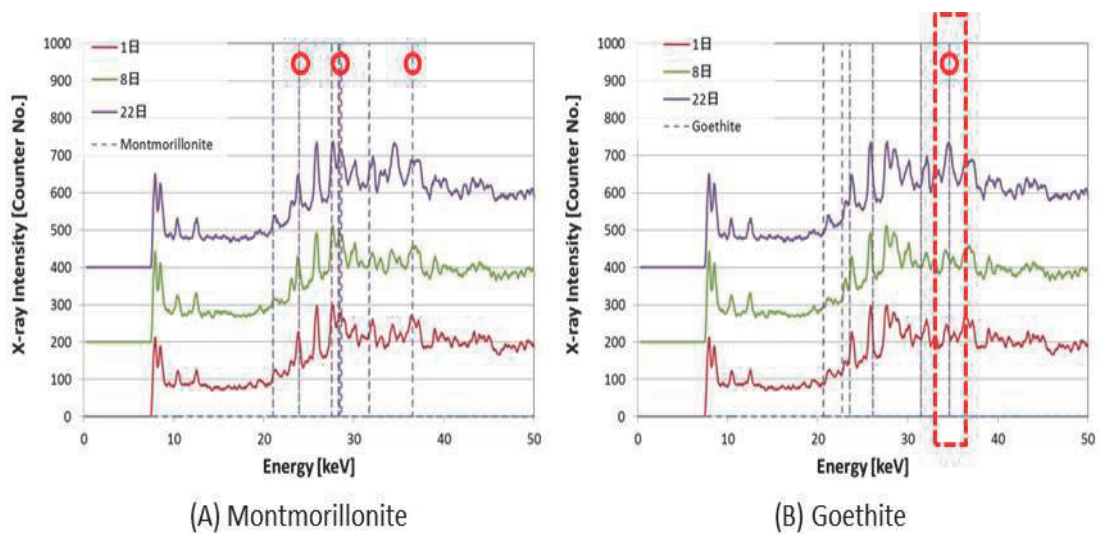 X-ray Intensity [Counter No.]
1000
900
800
700
600
500
400
300
200
100
0
1日
8日
22日
Montmorillonite
0 10 20 30 40 50
Energy [keV]
(A) Montmorillonite
X-ray Intensity [Counter No.]
1000
900
800
700
600
500
400
300
200
100
0
1日
8日
22日
Goethite
0 10 20 30 40 50
Energy [keV]
(B) Goethite